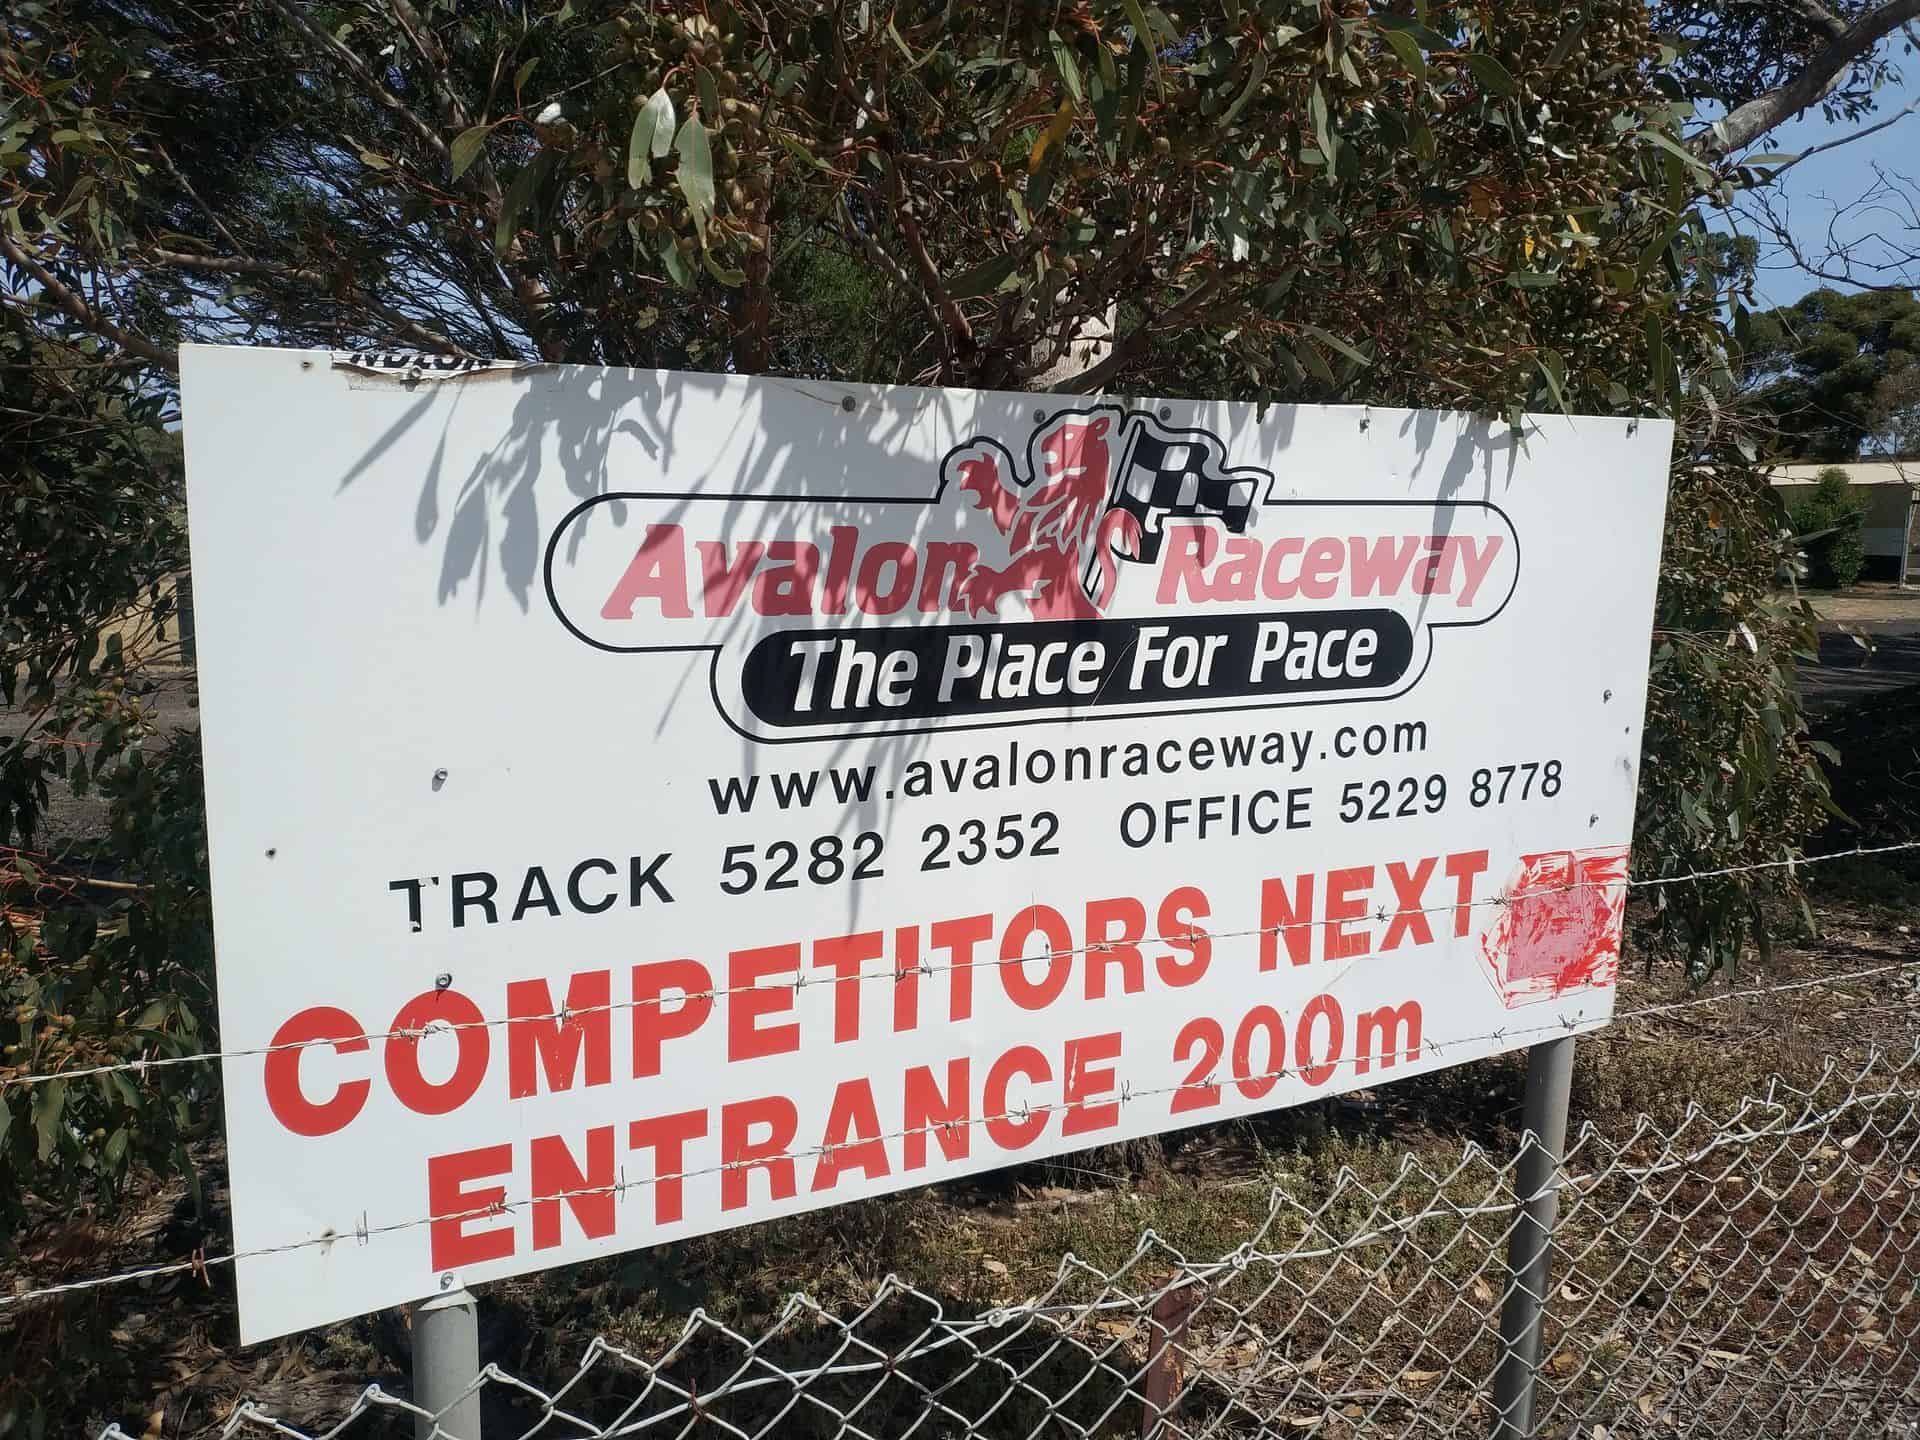 Avalon Raceway
The Place For Pace
www.avalonraceway.com
TRACK 5282 2352 OFFICE 5229 8778
COMPETITORS NEXT
ENTRANCE 200m